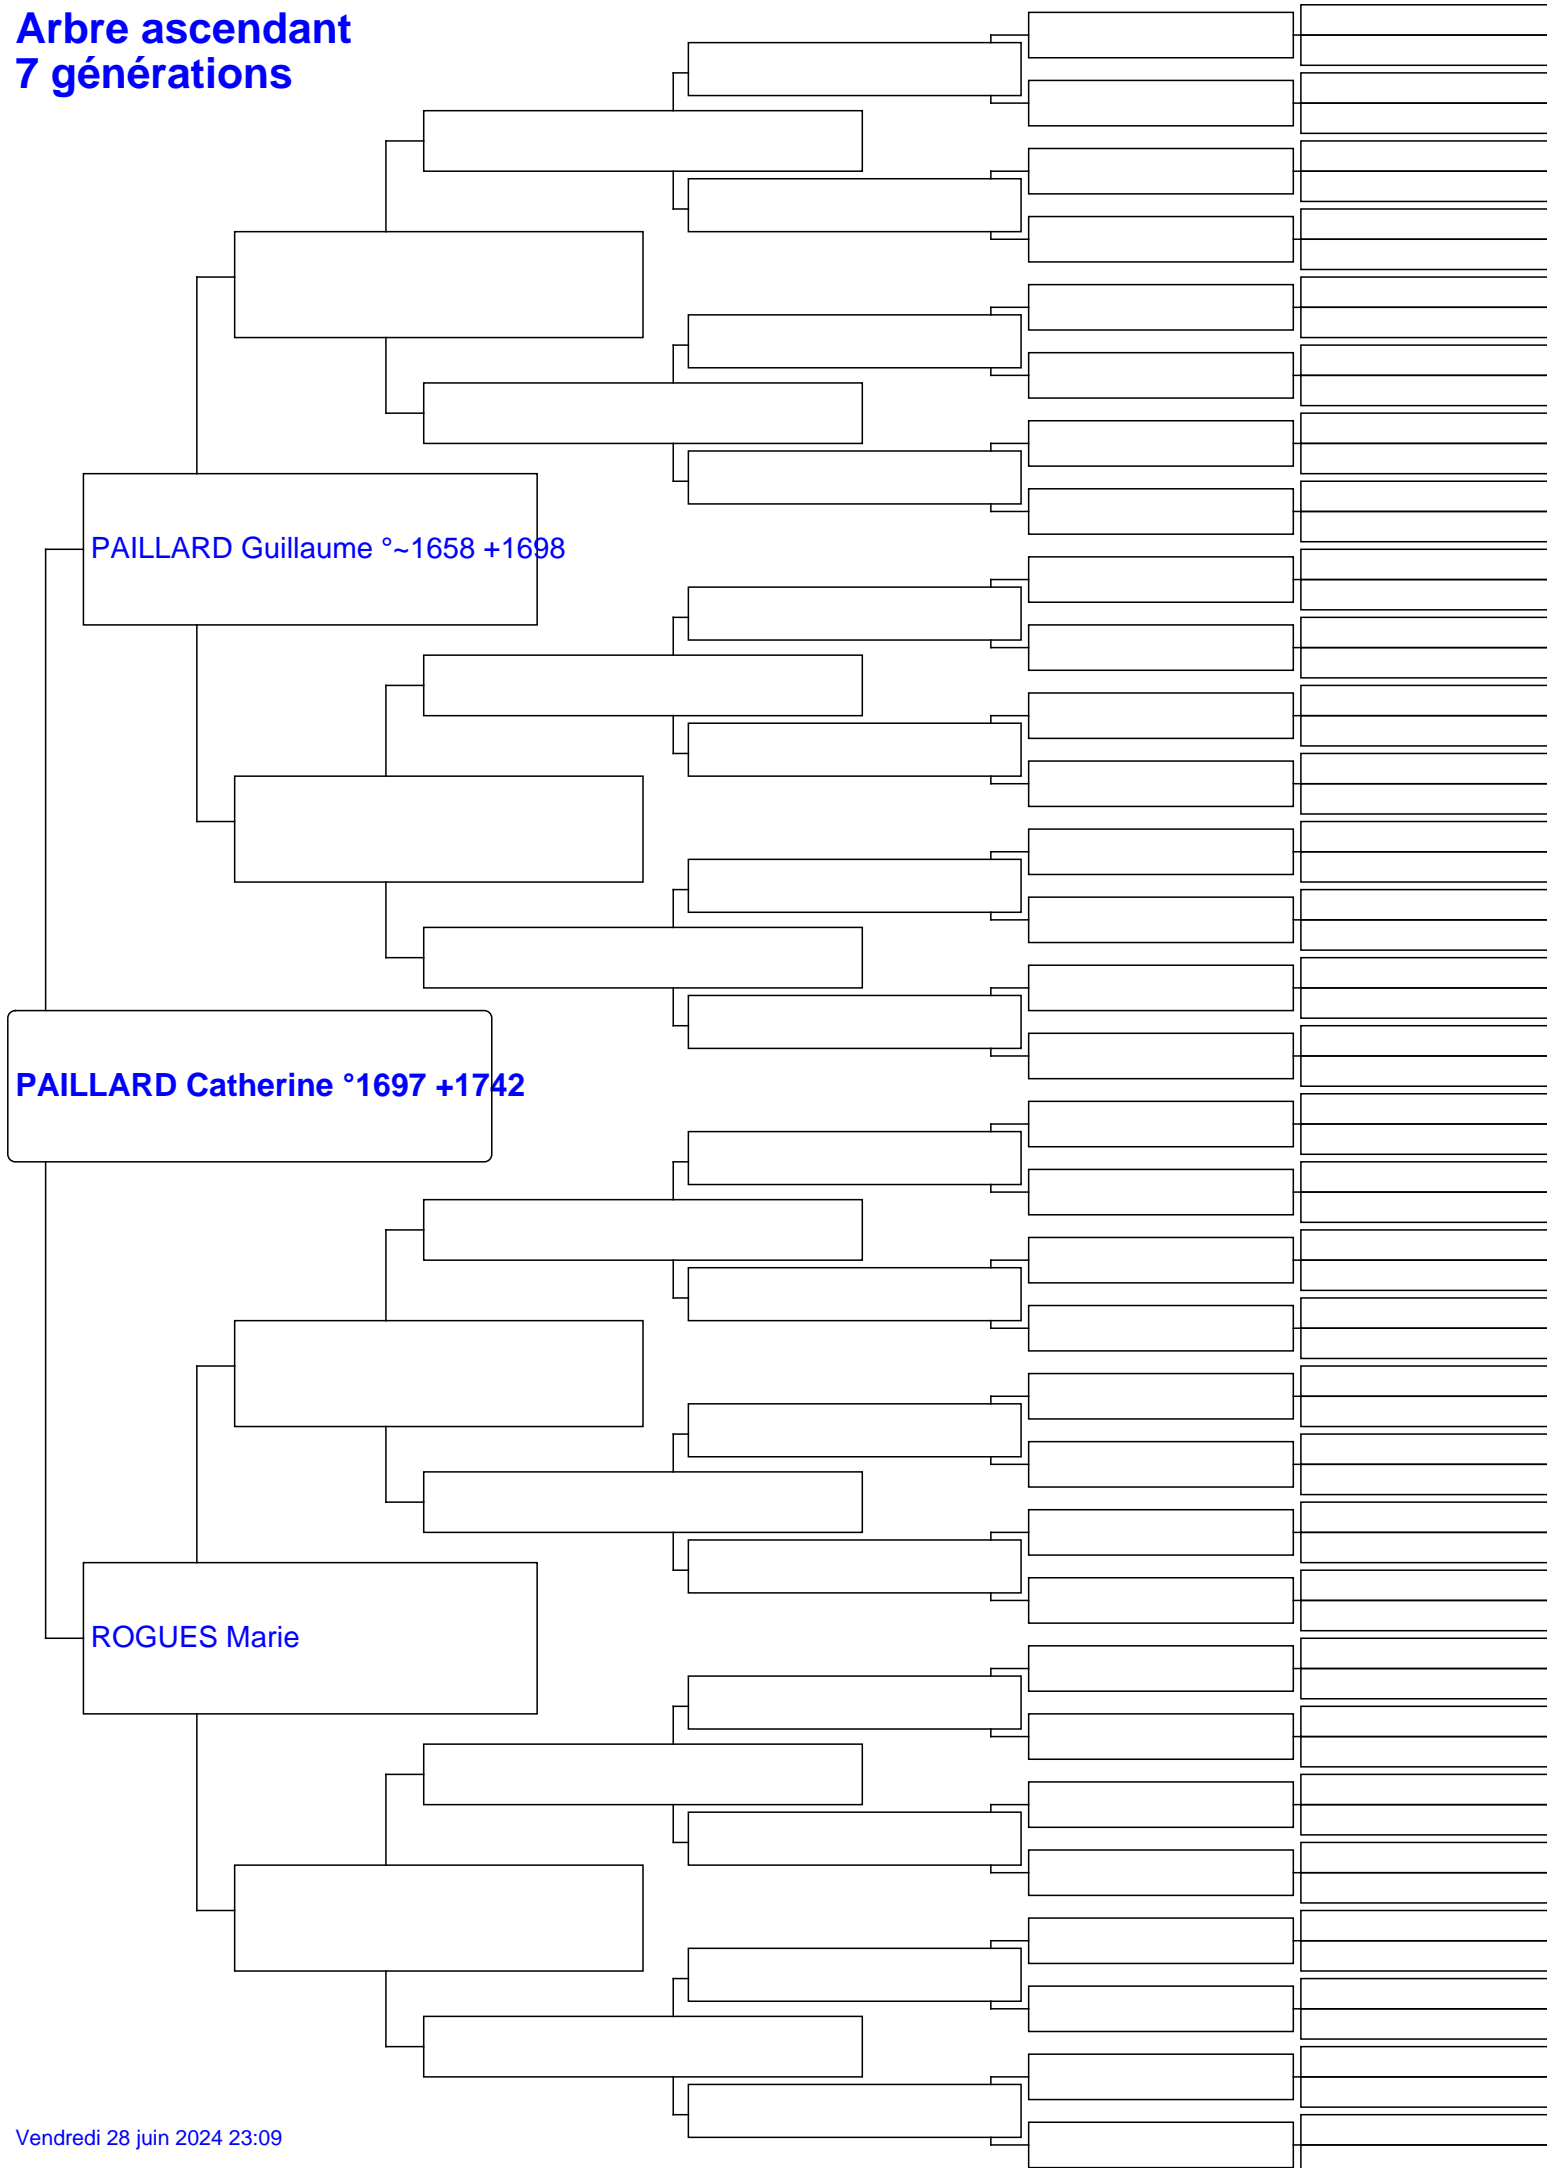 Arbre ascendant
7 générations
PAILLARD Guillaume °~1658 +1698
PAILLARD Catherine °1697 +1742
ROGUES Marie
Vendredi 28 juin 2024 23:09